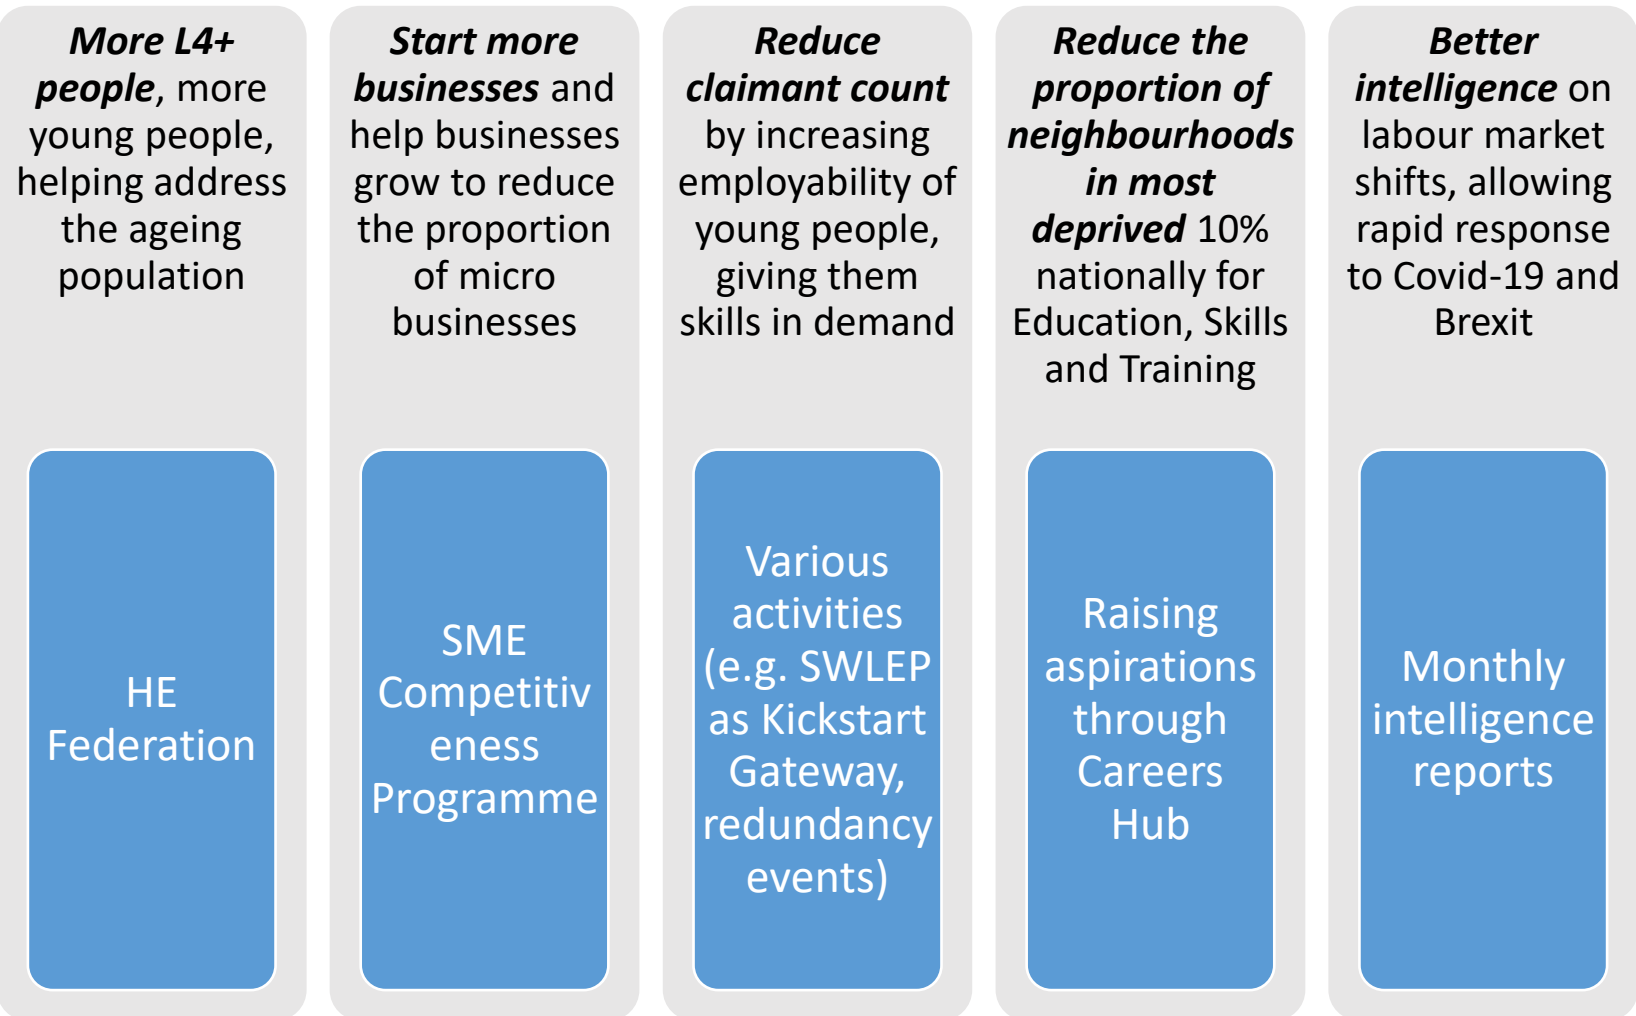 More L4+
people, more
young people,
helping address
the ageing
population
HE
Federation
Start more
businesses and
help businesses
grow to reduce
the proportion
of micro
businesses
SME
Competitiv
eness
Programme
Reduce
claimant count
by increasing
employability of
young people,
giving them
skills in demand
Various
activities
(e.g. SWLEP
as Kickstart
Gateway,
redundancy
events)
Reduce the
proportion of
neighbourhoods
in most
deprived 10%
nationally for
Education, Skills
and Training
Raising
aspirations
through
Careers
Hub
Better
intelligence on
labour market
shifts, allowing
rapid response
to Covid-19 and
Brexit
Monthly
intelligence
reports